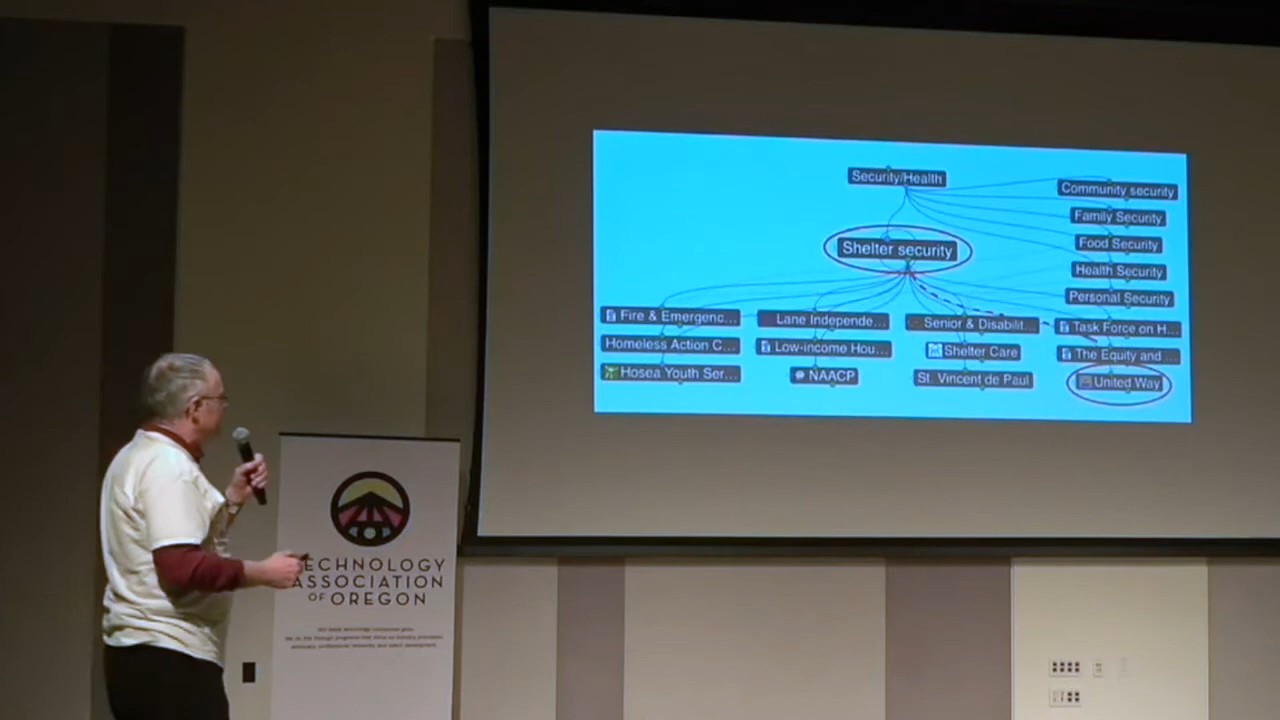 Security/Health
Community security
Family Security
Shelter security
Food Security
Health Security
Personal Security
Fire & Emergenc...
Lane Independe...
Senior & Disabilit...
Task Force on H...
Homeless Action C...
Low-income Hou...
Shelter Care
The Equity and ...
Hosea Youth Ser...
NAACP
St. Vincent de Paul
United Way
ECHNOLOGY
ASSOCIATION
OF OREGON